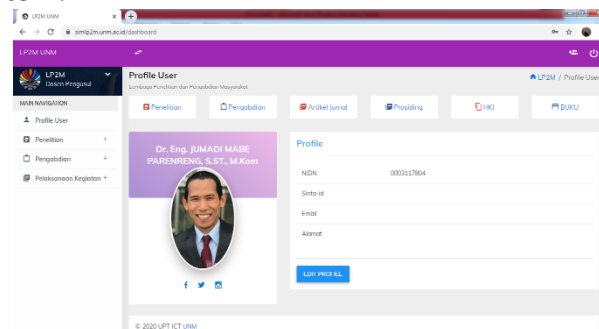 LP2M UNM
simlp2m.unm.ac.id/dashboard
LP2M UNM
LP2M
Dosen Pengusul
Profile User
Lembaga Penelitian dan Pengabdian Masyarakat
LP2M / Profile User
MAIN NAVIGATION
Profile User
Penelitian +
Pengabdian +
Pelaksanaan Kegiatan +
Penelitian
Pengabdian
Artikel Jurnal
Prosiding
HKI
BUKU
Dr. Eng. JUMADI MABE
PARENRENG, S.ST., M.Kom
Profile
NIDN 0003117804
Sinta-id
Email
Alamat
EDIT PROFILE
© 2020 UPT ICT UNM